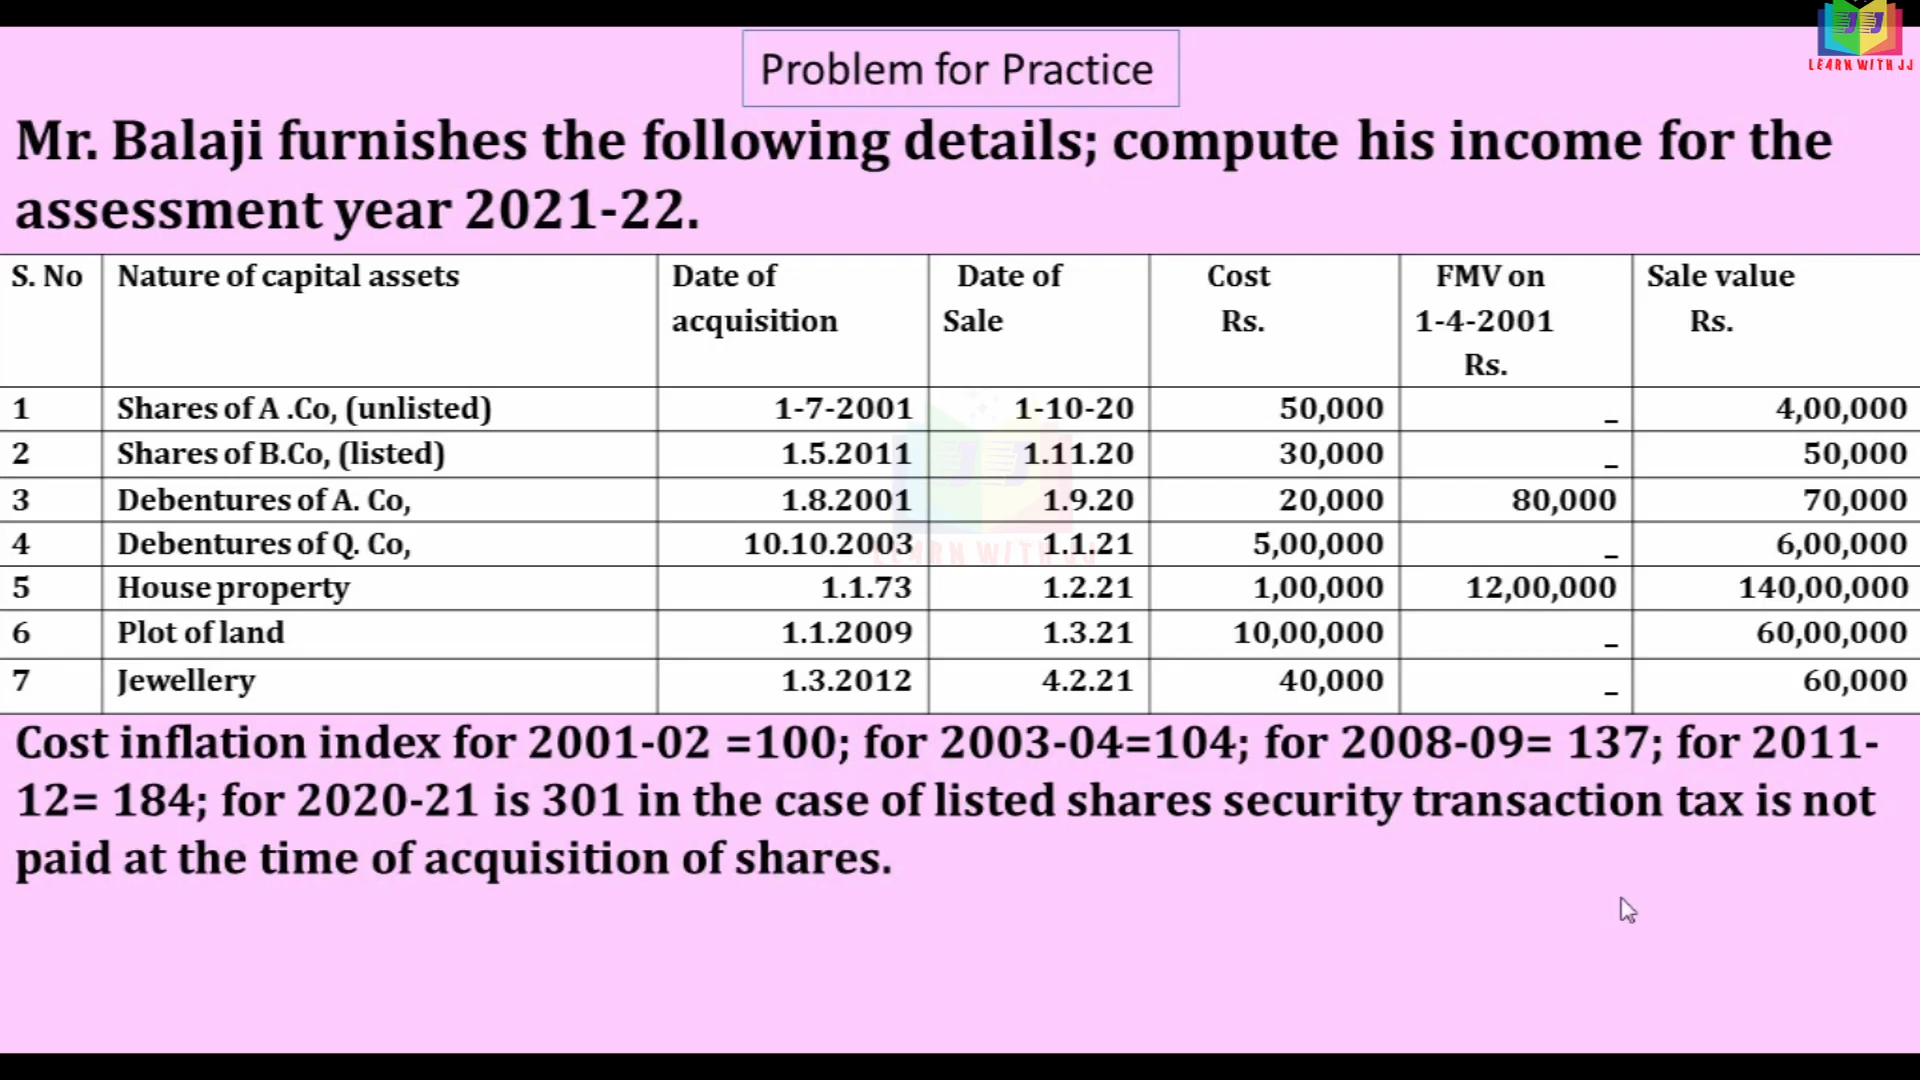 LEARN WITH JJ
Problem for Practice
Mr. Balaji furnishes the following details; compute his income for the
assessment year 2021-22.
S. No Nature of capital assets Date of acquisition Date of Sale Cost Rs. FMV on 1-4-2001 Rs. Sale value Rs.
1 Shares of A .Co, (unlisted) 1-7-2001 1-10-20 50,000 _ 4,00,000
2 Shares of B.Co, (listed) 1.5.2011 1.11.20 30,000 _ 50,000
3 Debentures of A. Co, 1.8.2001 1.9.20 20,000 80,000 70,000
4 Debentures of Q. Co, 10.10.2003 1.1.21 5,00,000 _ 6,00,000
LEARN WITH JJ
5 House property 1.1.73 1.2.21 1,00,000 12,00,000 140,00,000
6 Plot of land 1.1.2009 1.3.21 10,00,000 _ 60,00,000
7 Jewellery 1.3.2012 4.2.21 40,000 _ 60,000
Cost inflation index for 2001-02 =100; for 2003-04=104; for 2008-09= 137; for 2011-
12= 184; for 2020-21 is 301 in the case of listed shares security transaction tax is not
paid at the time of acquisition of shares.